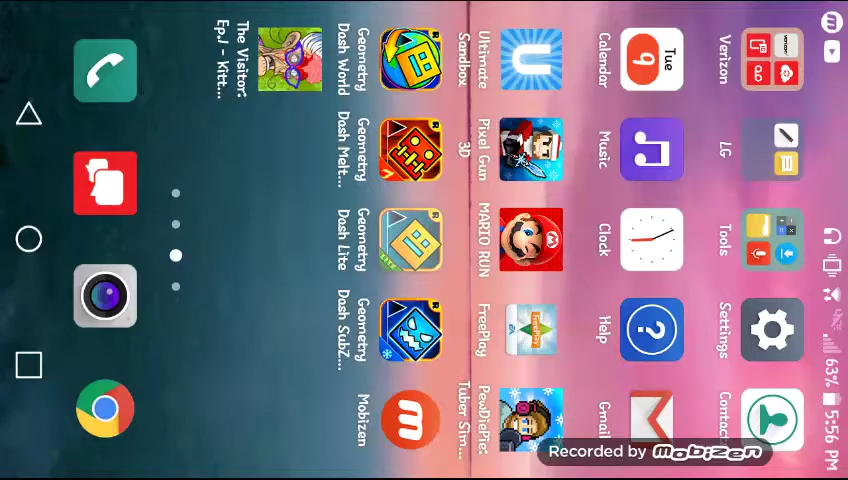 63% 5:56 PM
Verizon
LG
Tools
Settings
Contact
Tue
9
Calendar
Music
Clock
Help
Gmail
U
Ultimate
Sandbox
Pixel Gun
3D
MARIO RUN
FreePlay
PewDiePie:
Tuber Sim...
Geometry
Dash World
Geometry
Dash Melt...
Geometry
Dash Lite
Geometry
Dash SubZ...
Mobizen
The Visitor:
Ep.1 - Kitt...
Recorded by mobizen